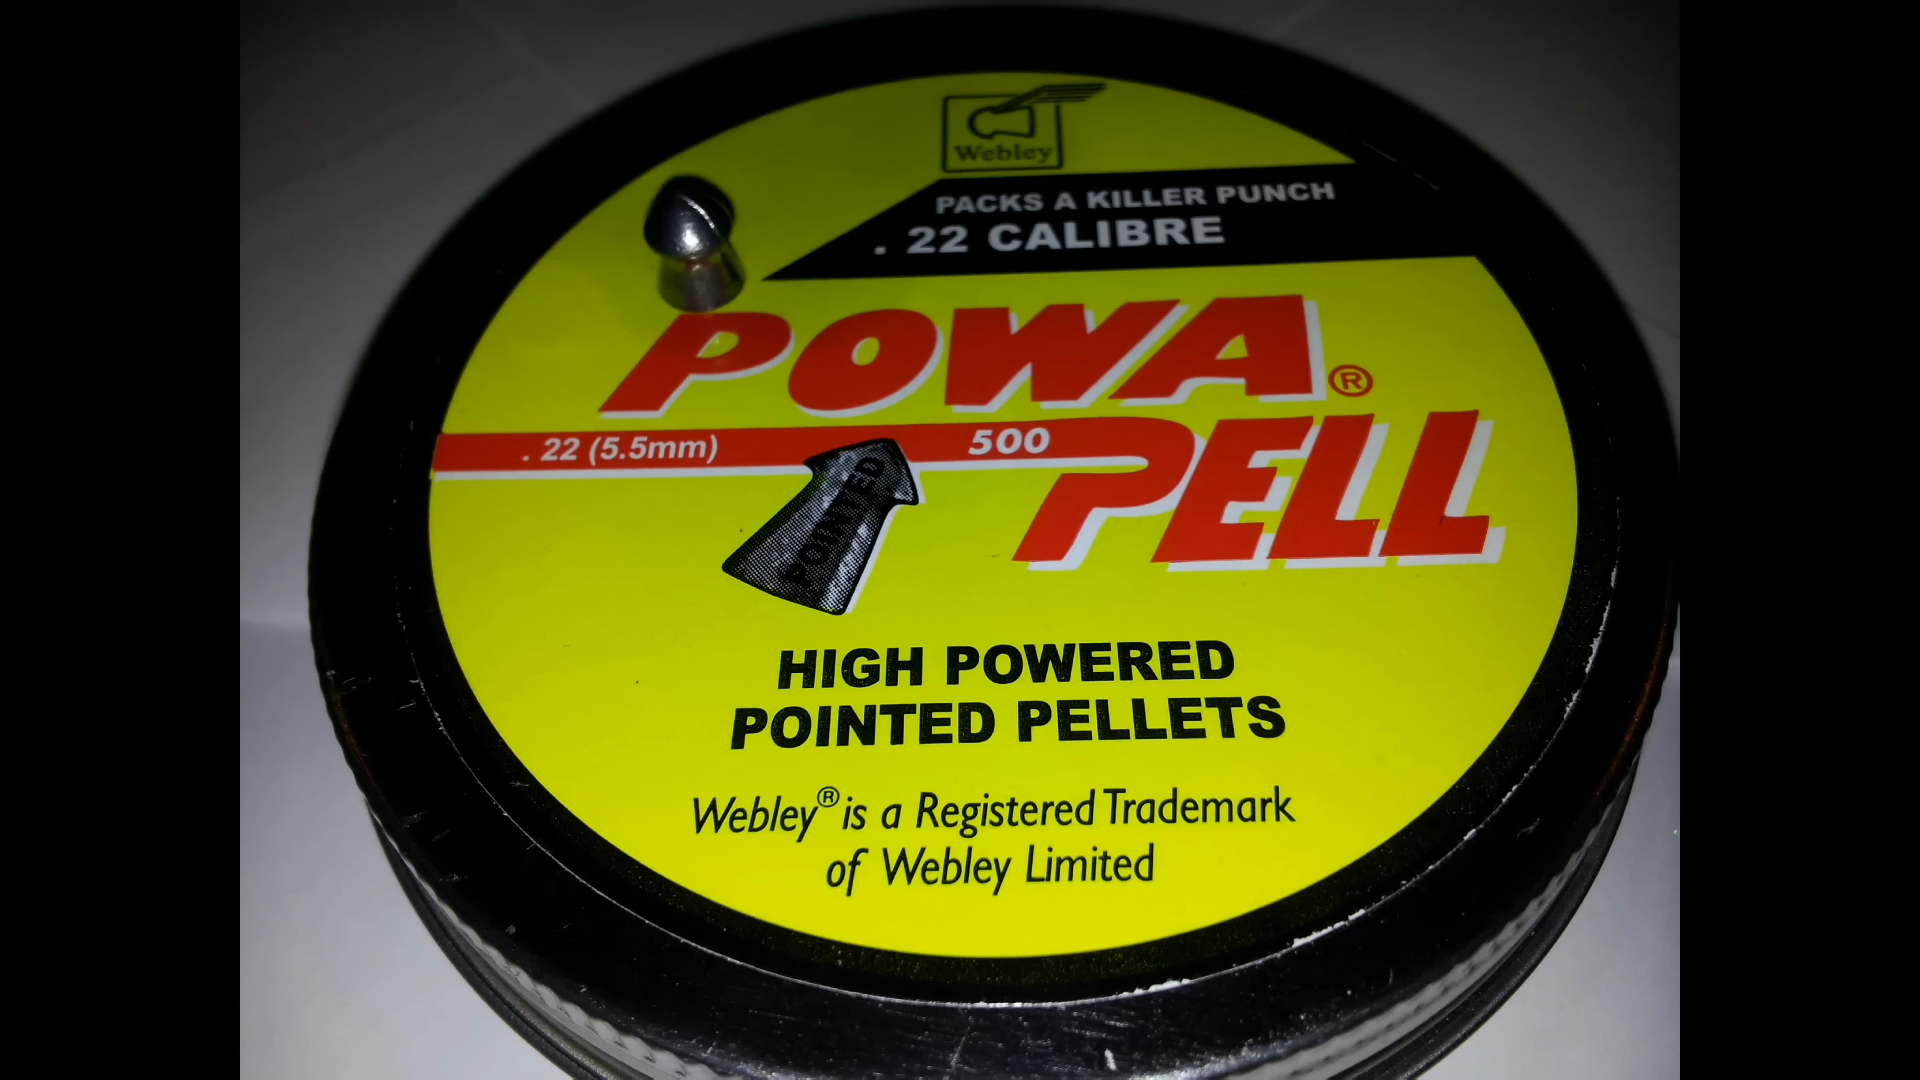 Webley
PACKS A KILLER PUNCH
. 22 CALIBRE
POWA®
. 22 (5.5mm) 500
PELL
POINTED
HIGH POWERED
POINTED PELLETS
Webley® is a Registered Trademark
of Webley Limited